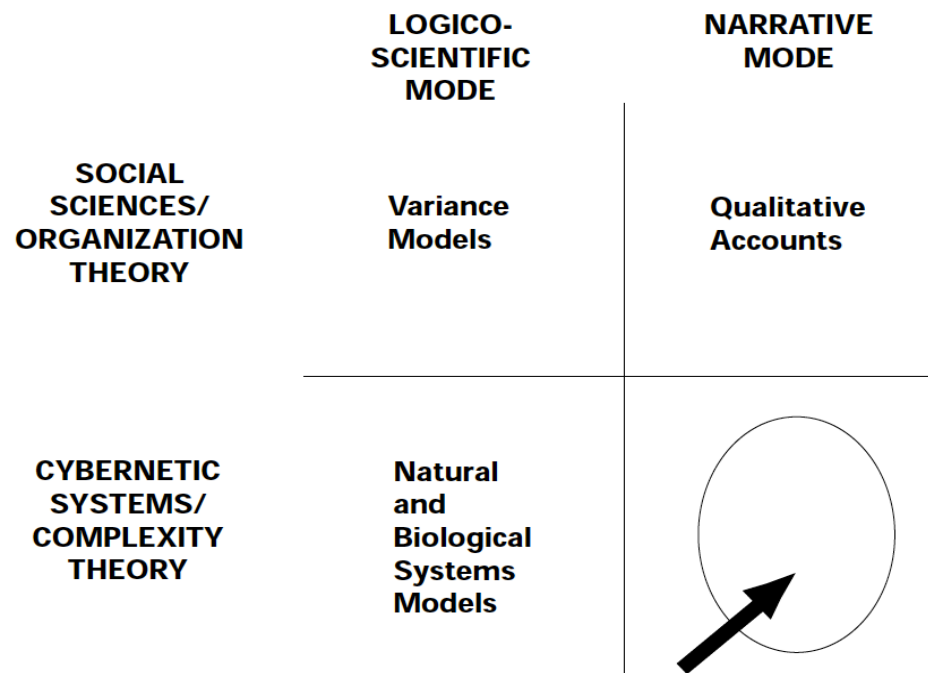 LOGICO-
SCIENTIFIC
MODE
NARRATIVE
MODE
SOCIAL
SCIENCES/
ORGANIZATION
THEORY
Variance
Models
Qualitative
Accounts
CYBERNETIC
SYSTEMS/
COMPLEXITY
THEORY
Natural
and
Biological
Systems
Models